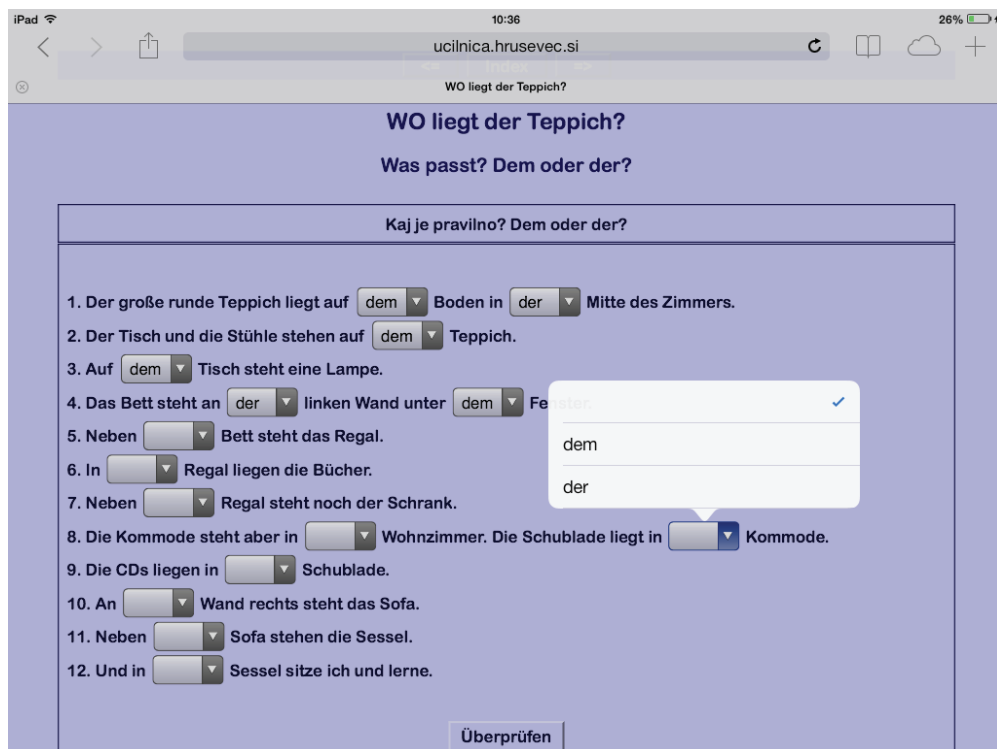 iPad 10:36 26%
ucilnica.hrusevec.si
<= Index =>
WO liegt der Teppich?
WO liegt der Teppich?
Was passt? Dem oder der?
Kaj je pravilno? Dem oder der?
1. Der große runde Teppich liegt auf dem Boden in der Mitte des Zimmers.
2. Der Tisch und die Stühle stehen auf dem Teppich.
3. Auf dem Tisch steht eine Lampe.
4. Das Bett steht an der linken Wand unter dem Fenster.
5. Neben Bett steht das Regal.
dem
6. In Regal liegen die Bücher.
der
7. Neben Regal steht noch der Schrank.
8. Die Kommode steht aber in Wohnzimmer. Die Schublade liegt in Kommode.
9. Die CDs liegen in Schublade.
10. An Wand rechts steht das Sofa.
11. Neben Sofa stehen die Sessel.
12. Und in Sessel sitze ich und lerne.
Überprüfen